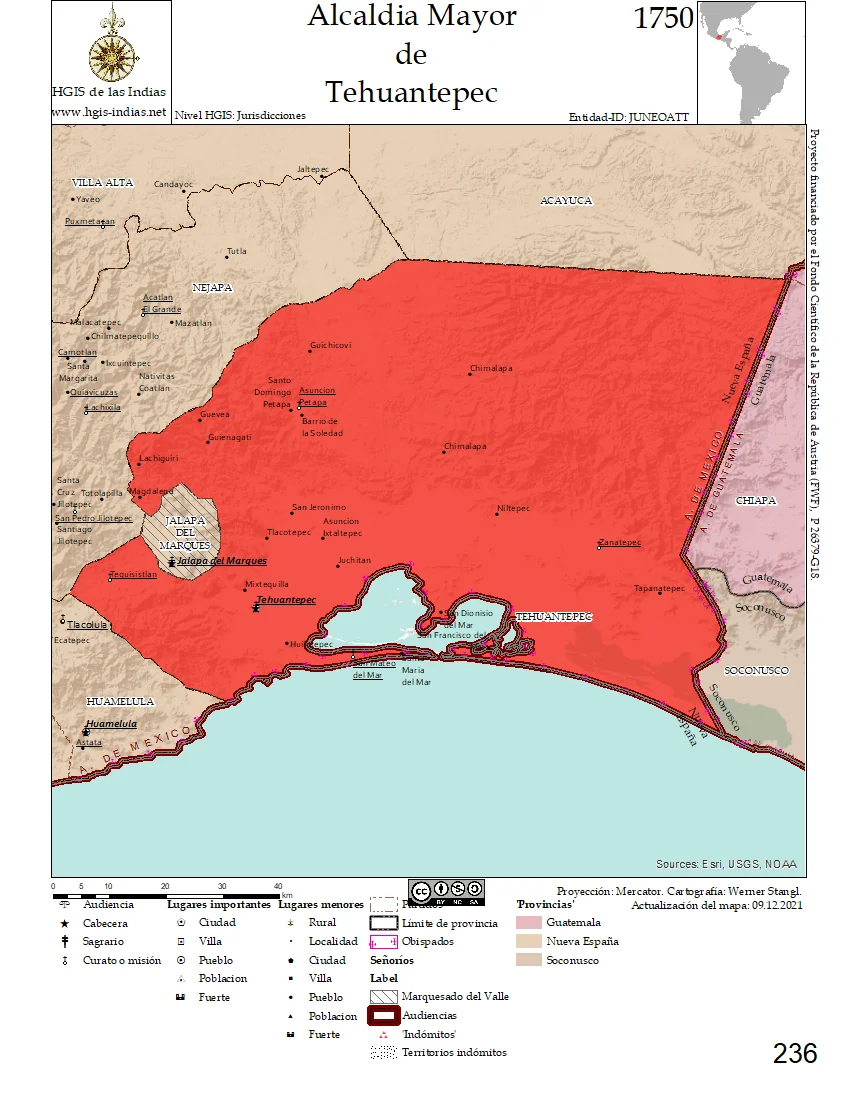 Alcaldia Mayor
de
Tehuantepec
1750
HGIS de las Indias
www.hgis-indias.net
Nivel HGIS: Jurisdicciones
Entidad-ID: JUNEOATT
Proyecto financiado por el Fondo Científico de la República de Austria (FWF), P 26379-G18.
VILLA ALTA
Candayoc
Jaltepec
Yaveo
ACAYUCA
Puxmetacan
Tutla
NEJAPA
Acatlan
El Grande
Malacatepec
Mazatlan
Chilmatepequillo
Camotlan
Ixcuintepec
Santa
Margarita
Nativitas
Coatlan
Quiavicuzas
Lachixila
Guichicovi
Chimalapa
Santo
Domingo
Petapa
Asuncion
Petapa
Barrio de
la Soledad
Guevea
Guienagati
Chimalapa
Lachiguiri
Nueva España
Guatemala
A. DE MEXICO
A. DE GUATEMALA
CHIAPA
Santa
Cruz
Jilotepec
Totolapilla
Magdalena
San Pedro Jilotepec
Santiago
Jilotepec
JALAPA
DEL
MARQUES
Jalapa del Marques
San Jeronimo
Asuncion
Ixtaltepec
Tlacotepec
Niltepec
Zanatepec
Juchitan
Tequisistlan
Mixtequilla
Tehuantepec
Tapanatepec
Guatemala
Soconusco
Tlacolula
Ecatepec
San Dionisio
del Mar
San Francisco del
TEHUANTEPEC
Huilotepec
San Mateo
del Mar
Maria
del Mar
SOCONUSCO
Soconusco
Nueva
España
HUAMELULA
Huamelula
Astata
A. DE MEXICO
Sources: Esri, USGS, NOAA
0 5 10 20 30 40
km
CC
BY NC SA
Proyección: Mercator. Cartografía: Werner Stangl.
Actualización del mapa: 09.12.2021
Audiencia
Cabecera
Sagrario
Curato o misión
Lugares importantes
Ciudad
Villa
Pueblo
Poblacion
Fuerte
Lugares menores
Rural
Localidad
Ciudad
Villa
Pueblo
Poblacion
Fuerte
Partidos
Límite de provincia
Obispados
Señoríos
Label
Marquesado del Valle
Audiencias
'Indómitos'
Territorios indómitos
'Provincias'
Guatemala
Nueva España
Soconusco
236